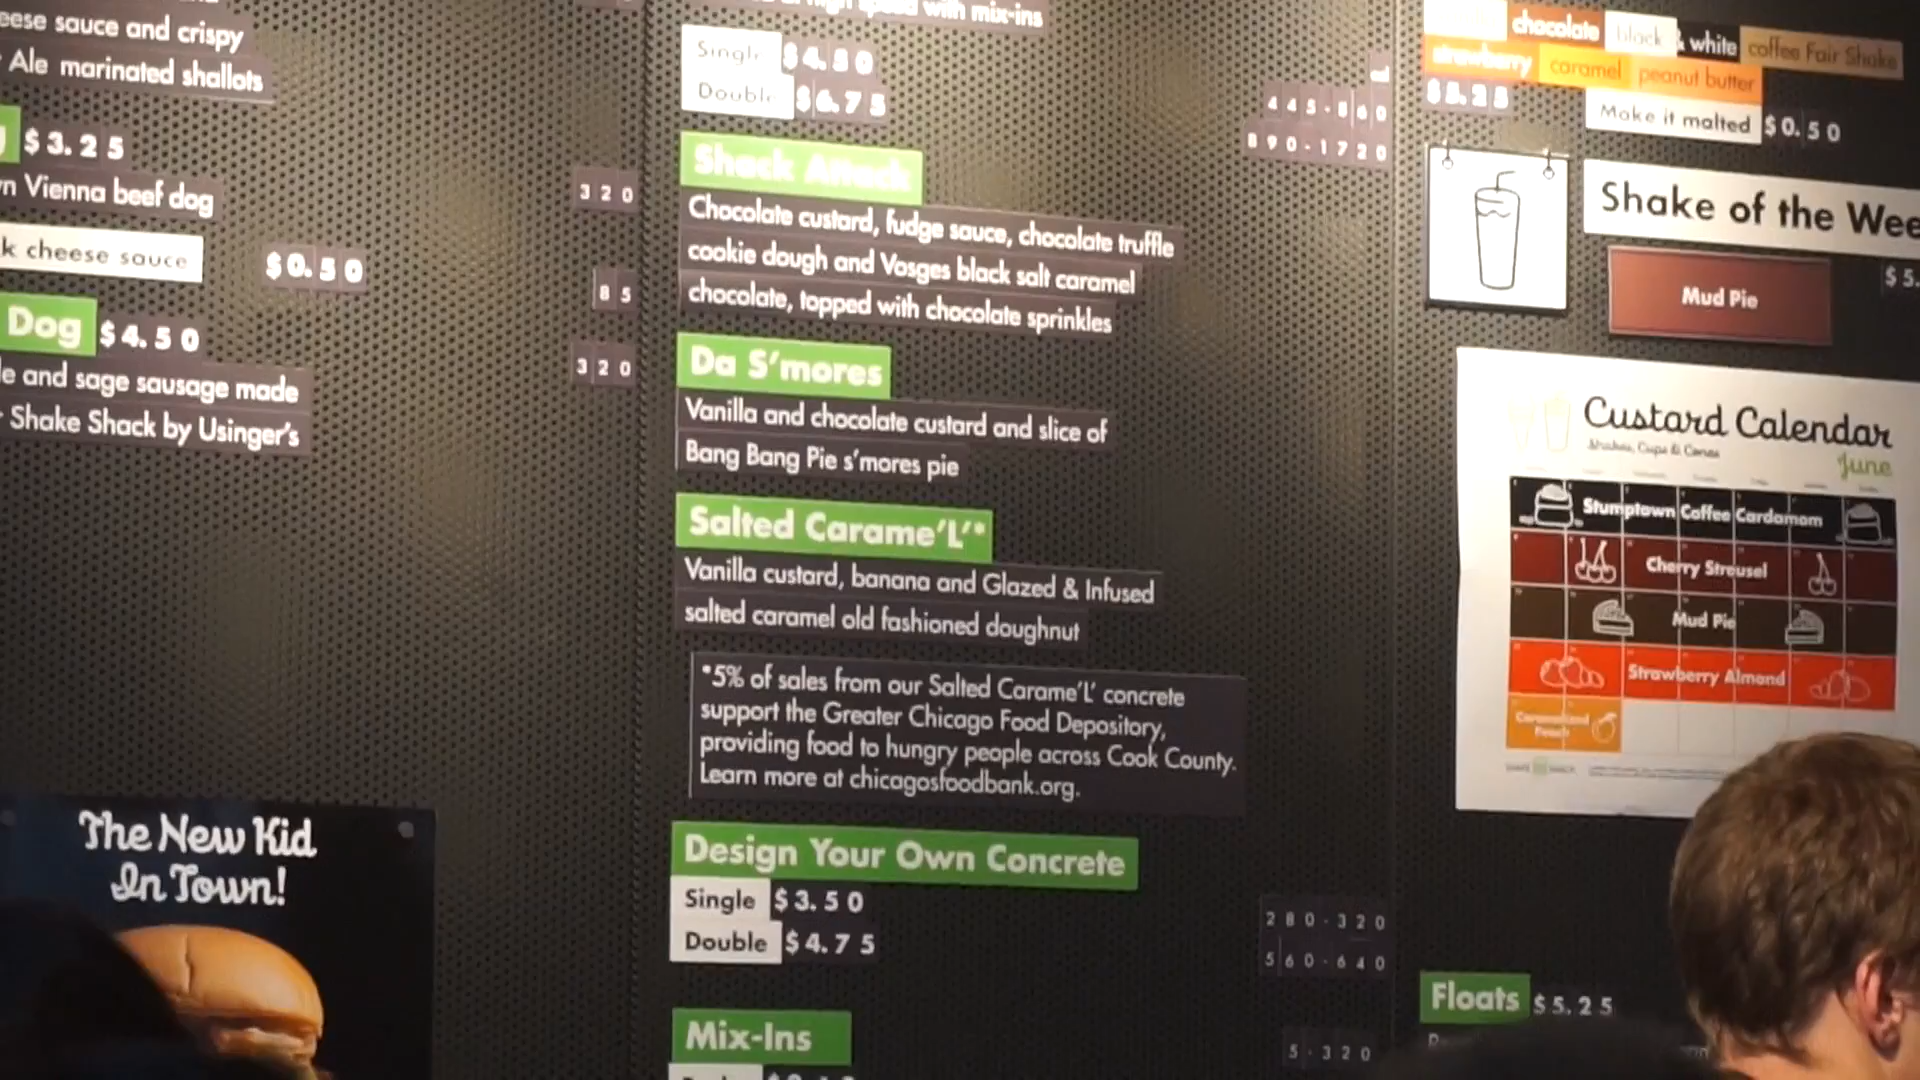 cheese sauce and crispy
Ale marinated shallots
$3.25
Vienna beef dog
320
cheese sauce $0.50
85
Dog $4.50
320
and sage sausage made
Shake Shack by Usinger's
The New Kid
In Town!
with mix-ins
Single $4.50
445-860
Double $6.75
890-1720
Shack Attack
Chocolate custard, fudge sauce, chocolate truffle
cookie dough and Vosges black salt caramel
chocolate, topped with chocolate sprinkles
Da S'mores
Vanilla and chocolate custard and slice of
Bang Bang Pie s'mores pie
Salted Carame'L'*
Vanilla custard, banana and Glazed & Infused
salted caramel old fashioned doughnut
*5% of sales from our Salted Carame'L' concrete
support the Greater Chicago Food Depository,
providing food to hungry people across Cook County.
Learn more at chicagosfoodbank.org.
Design Your Own Concrete
Single $3.50
280-320
Double $4.75
560-640
Mix-Ins
5-320
chocolate black & white coffee Fair Shake
strawberry caramel peanut butter
$5.25
Make it malted $0.50
Shake of the Wee
Mud Pie
$5.
Custard Calendar
Shakes, Cups & Cones
June
Stumptown Coffee Cardamom
Cherry Streusel
Mud Pie
Strawberry Almond
Caramelized
Peach
Floats $5.25